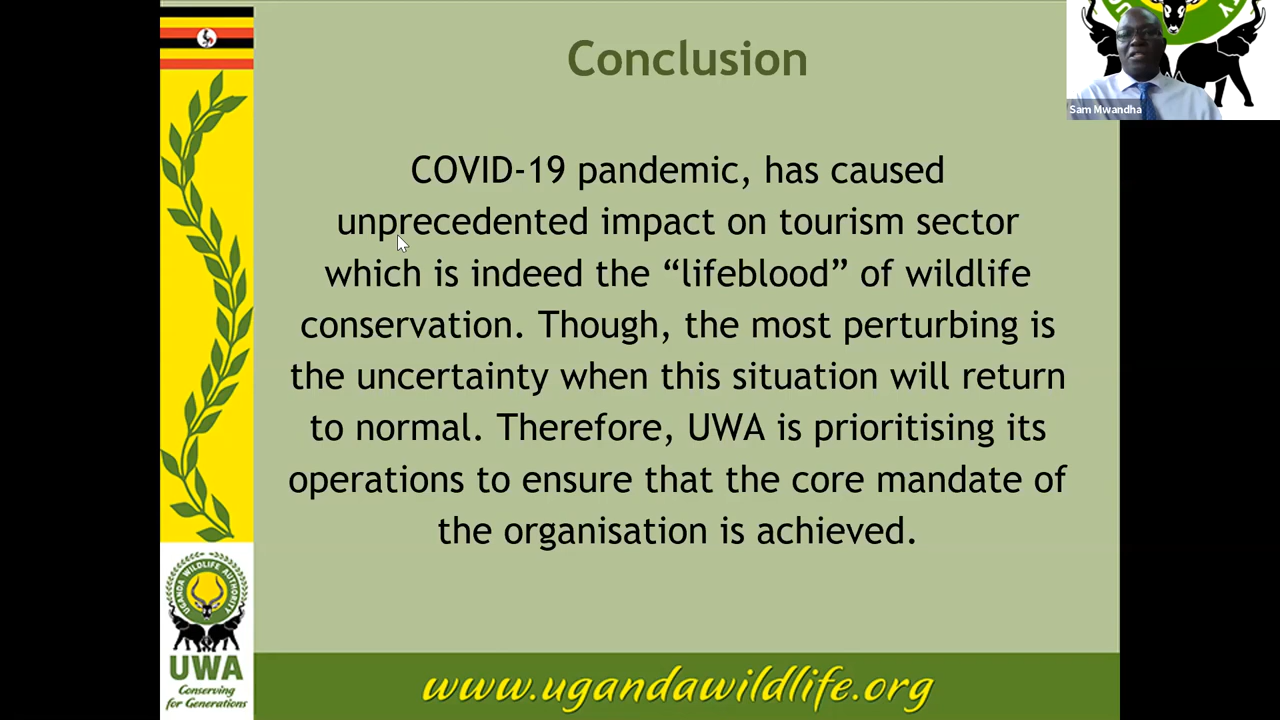 Conclusion
Sam Mwandha
COVID-19 pandemic, has caused
unprecedented impact on tourism sector
which is indeed the “lifeblood” of wildlife
conservation. Though, the most perturbing is
the uncertainty when this situation will return
to normal. Therefore, UWA is prioritising its
operations to ensure that the core mandate of
the organisation is achieved.
UGANDA WILDLIFE AUTHORITY
UWA
Conserving
for Generations
www.ugandawildlife.org